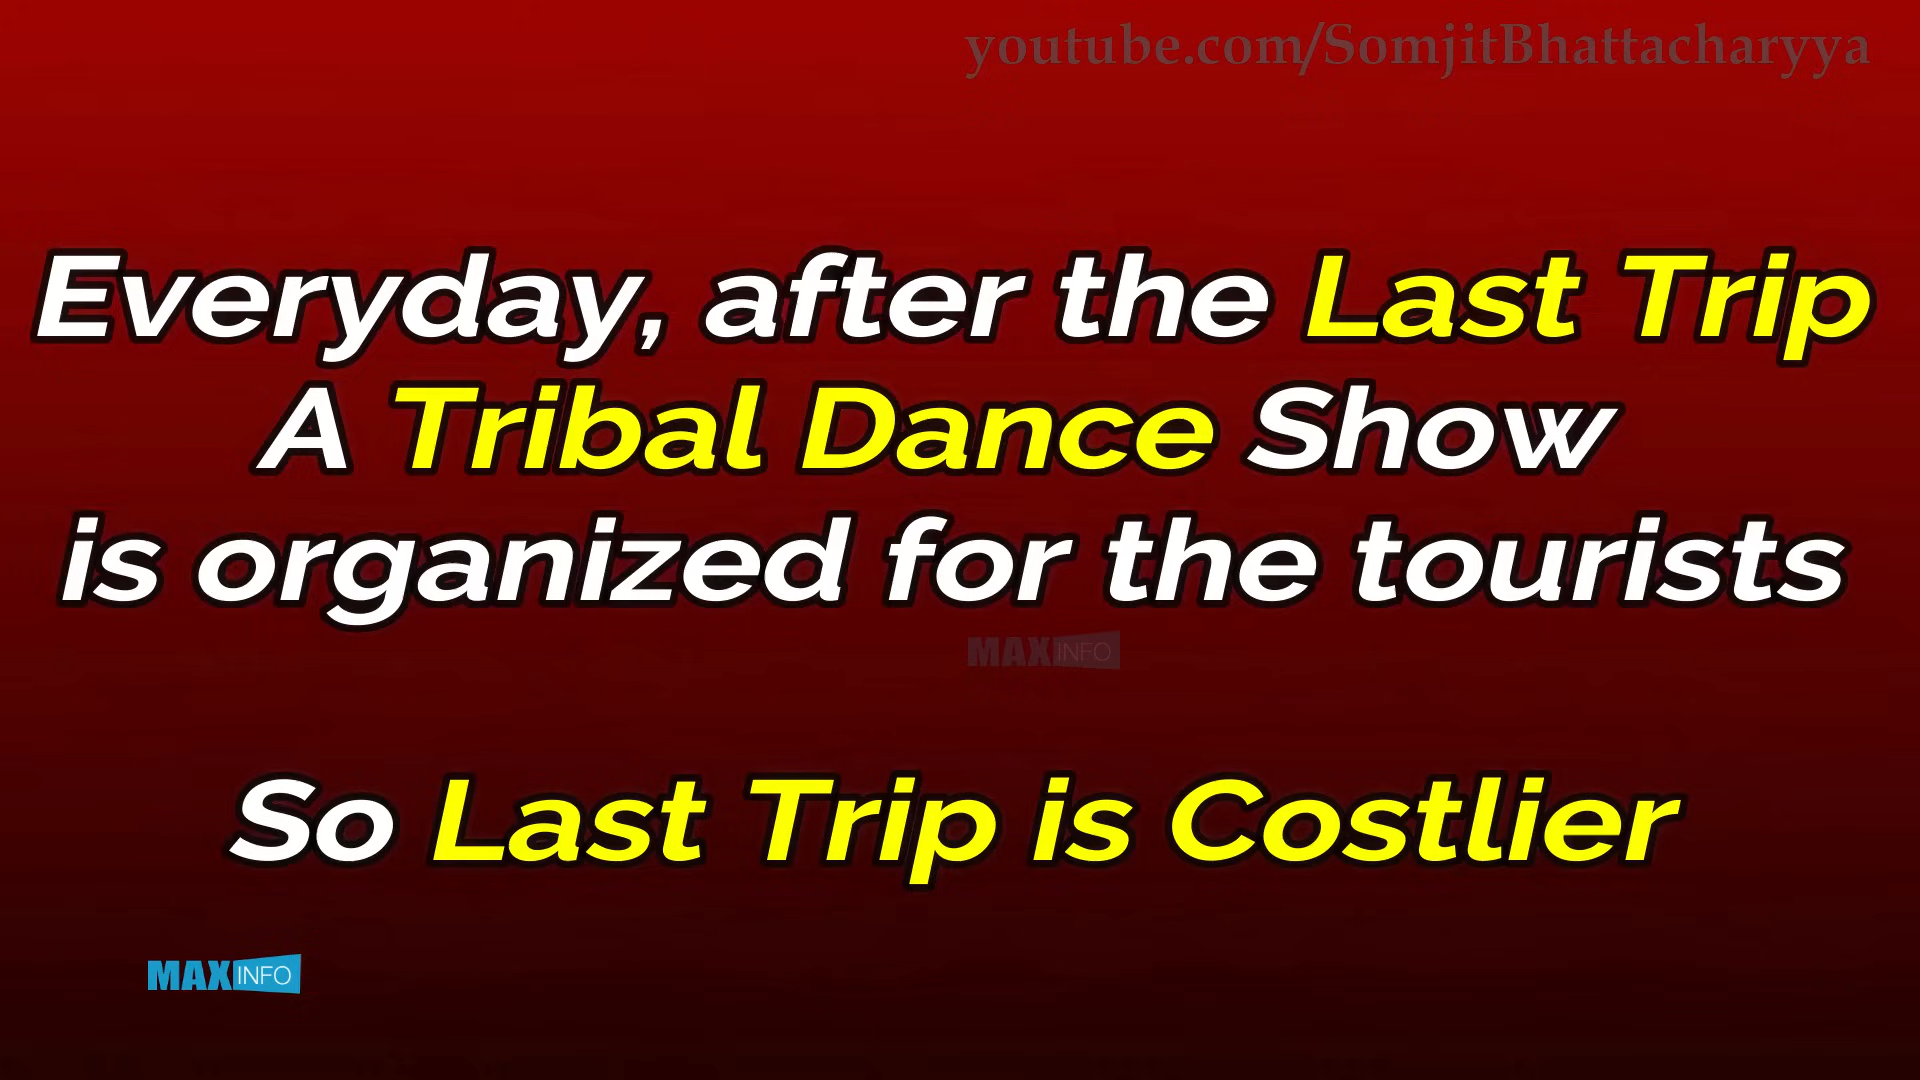 youtube.com/SomjitBhattacharyya
Everyday, after the Last Trip
A Tribal Dance Show
is organized for the tourists
MAXINFO
So Last Trip is Costlier
MAXINFO